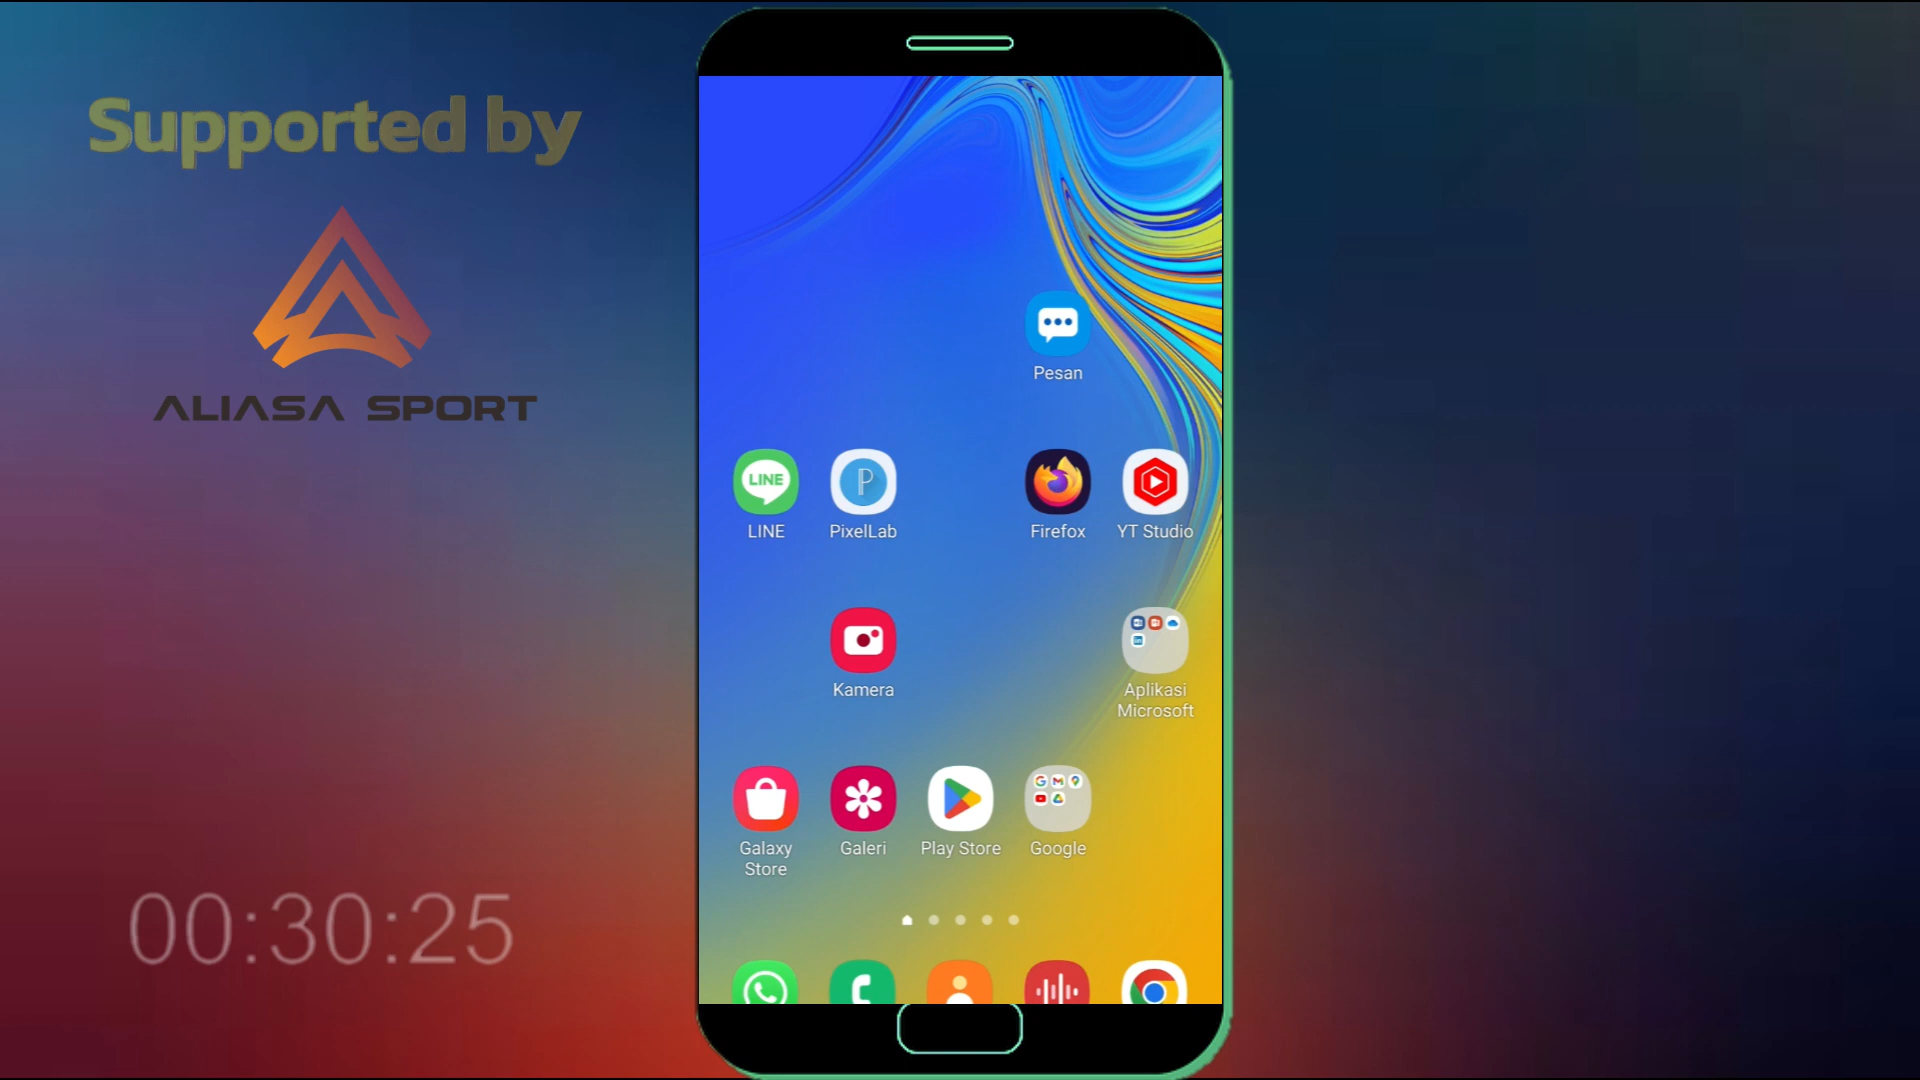 Supported by
ALIASA SPORT
Pesan
LINE
LINE
PixelLab
Firefox
YT Studio
Kamera
Aplikasi
Microsoft
Galaxy
Store
Galeri
Play Store
Google
00:30:25